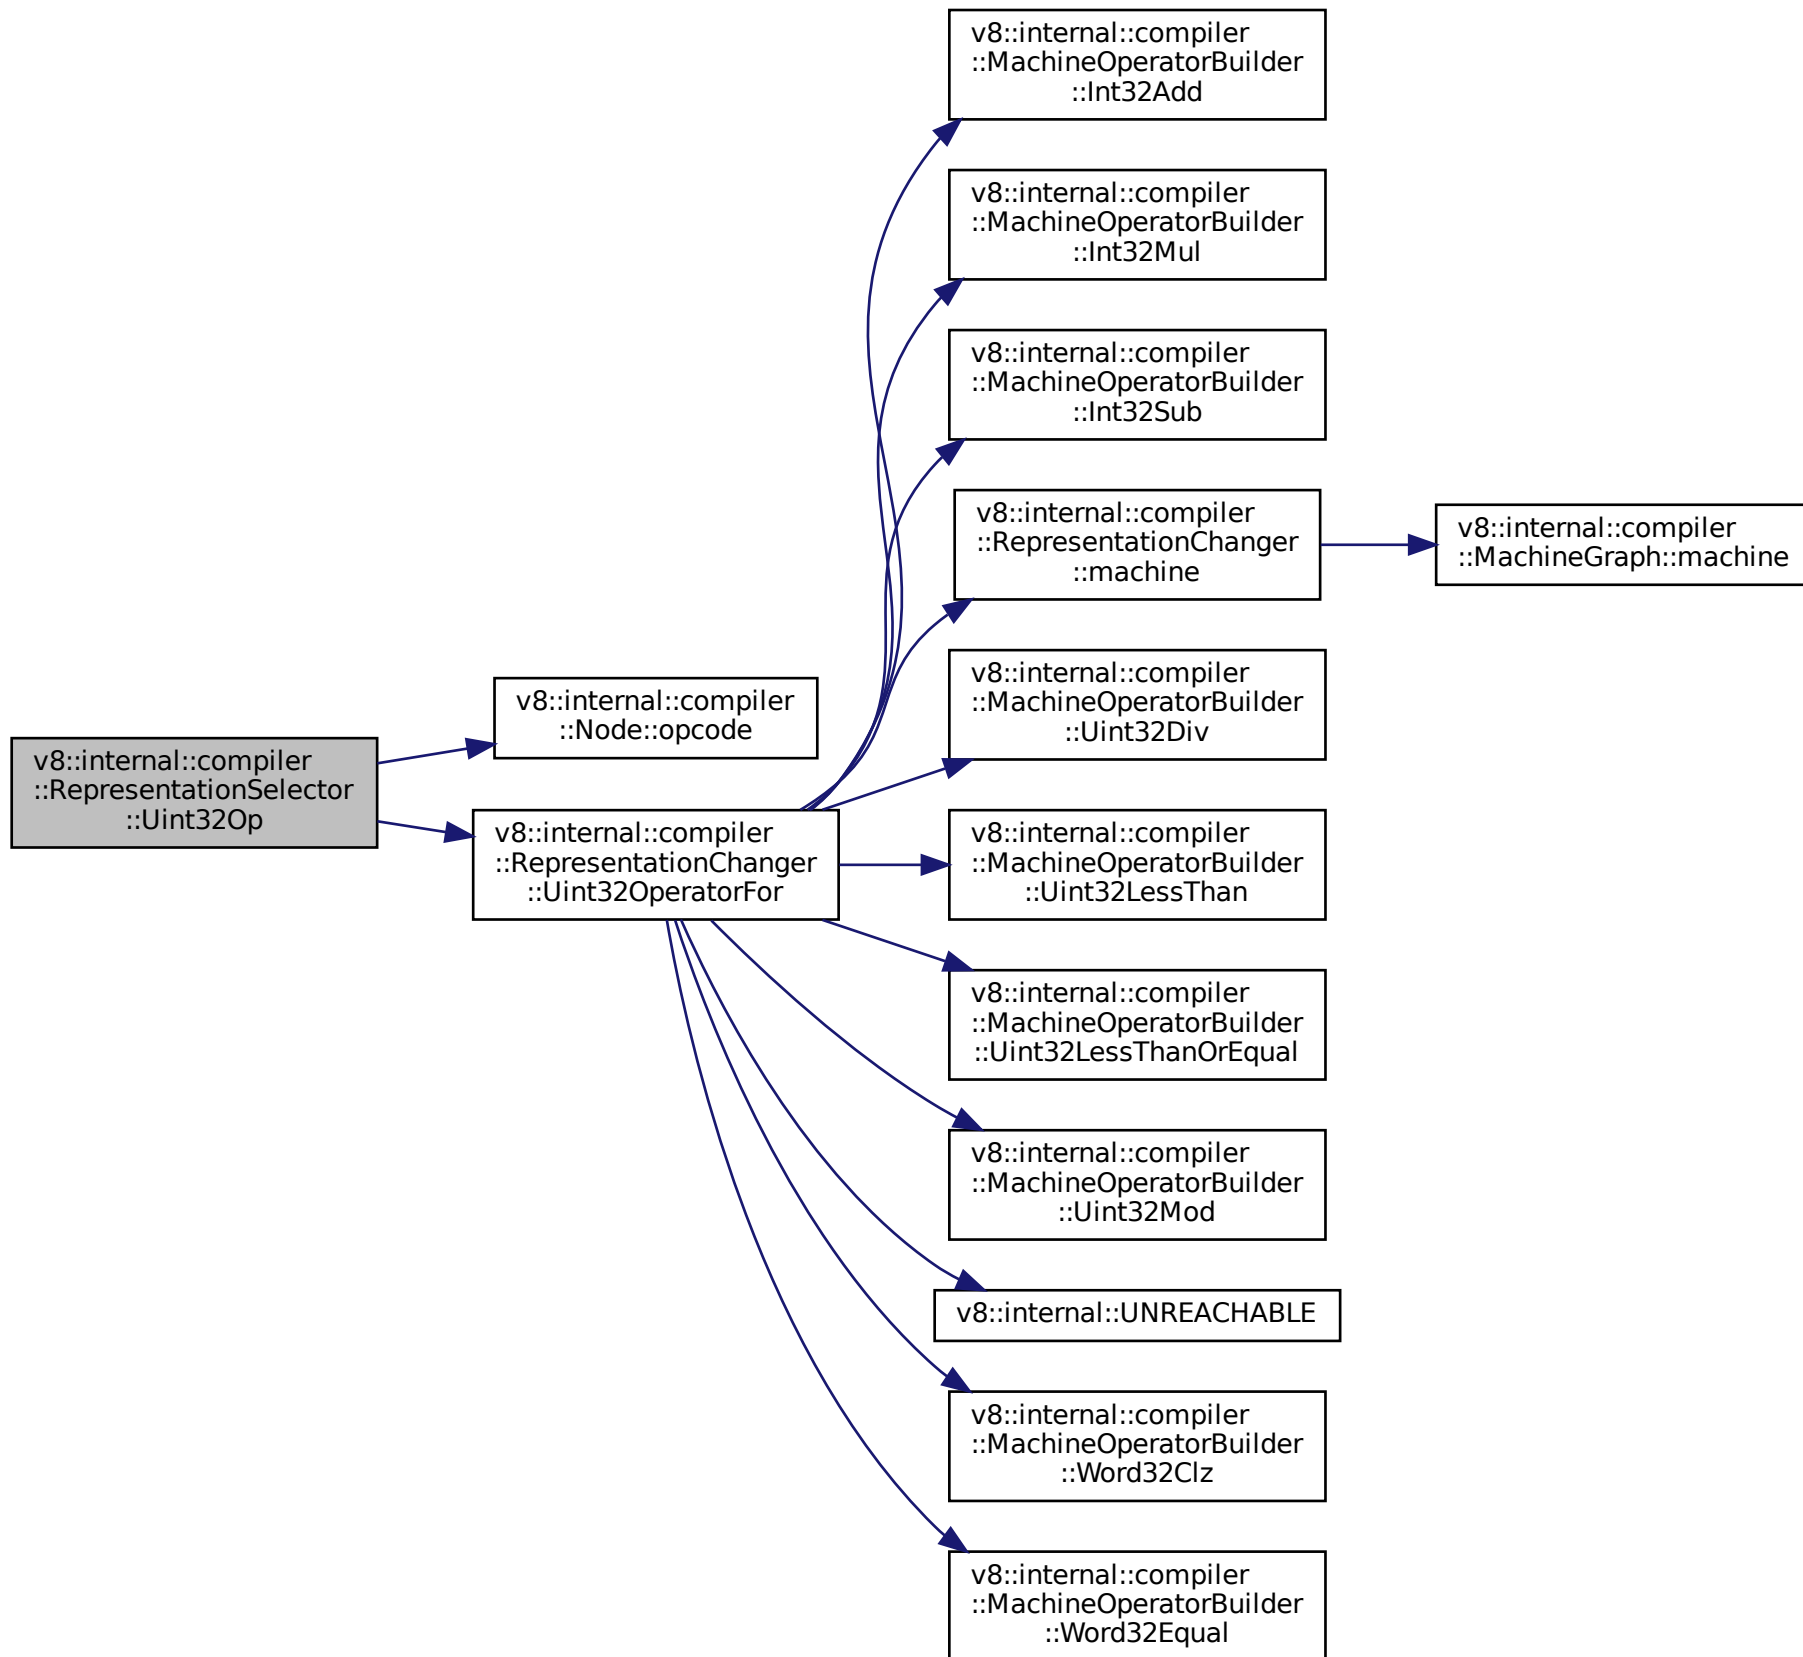 v8::internal::compiler
::RepresentationSelector
::Uint32Op
v8::internal::compiler
::Node::opcode
v8::internal::compiler
::RepresentationChanger
::Uint32OperatorFor
v8::internal::compiler
::MachineOperatorBuilder
::Int32Add
v8::internal::compiler
::MachineOperatorBuilder
::Int32Mul
v8::internal::compiler
::MachineOperatorBuilder
::Int32Sub
v8::internal::compiler
::RepresentationChanger
::machine
v8::internal::compiler
::MachineGraph::machine
v8::internal::compiler
::MachineOperatorBuilder
::Uint32Div
v8::internal::compiler
::MachineOperatorBuilder
::Uint32LessThan
v8::internal::compiler
::MachineOperatorBuilder
::Uint32LessThanOrEqual
v8::internal::compiler
::MachineOperatorBuilder
::Uint32Mod
v8::internal::UNREACHABLE
v8::internal::compiler
::MachineOperatorBuilder
::Word32Clz
v8::internal::compiler
::MachineOperatorBuilder
::Word32Equal